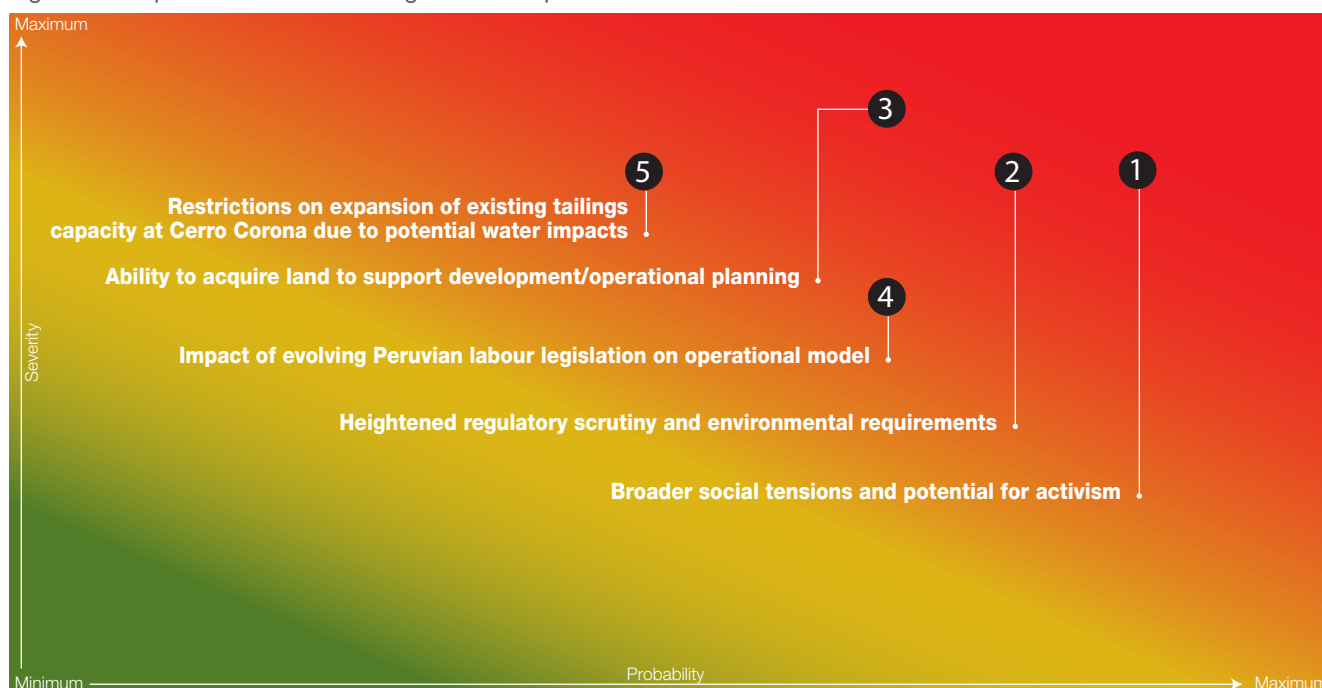 Maximum
3
5
2
1
Restrictions on expansion of existing tailings
capacity at Cerro Corona due to potential water impacts
Ability to acquire land to support development/operational planning
4
Severity
Impact of evolving Peruvian labour legislation on operational model
Heightened regulatory scrutiny and environmental requirements
Broader social tensions and potential for activism
Probability
Minimum
Maximum